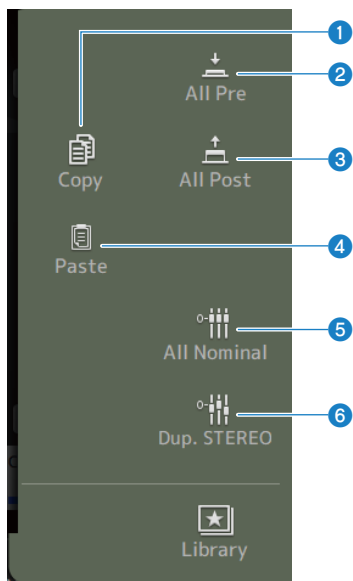 1
2
All Pre
3
Copy
All Post
4
Paste
5
All Nominal
6
Dup. STEREO
Library